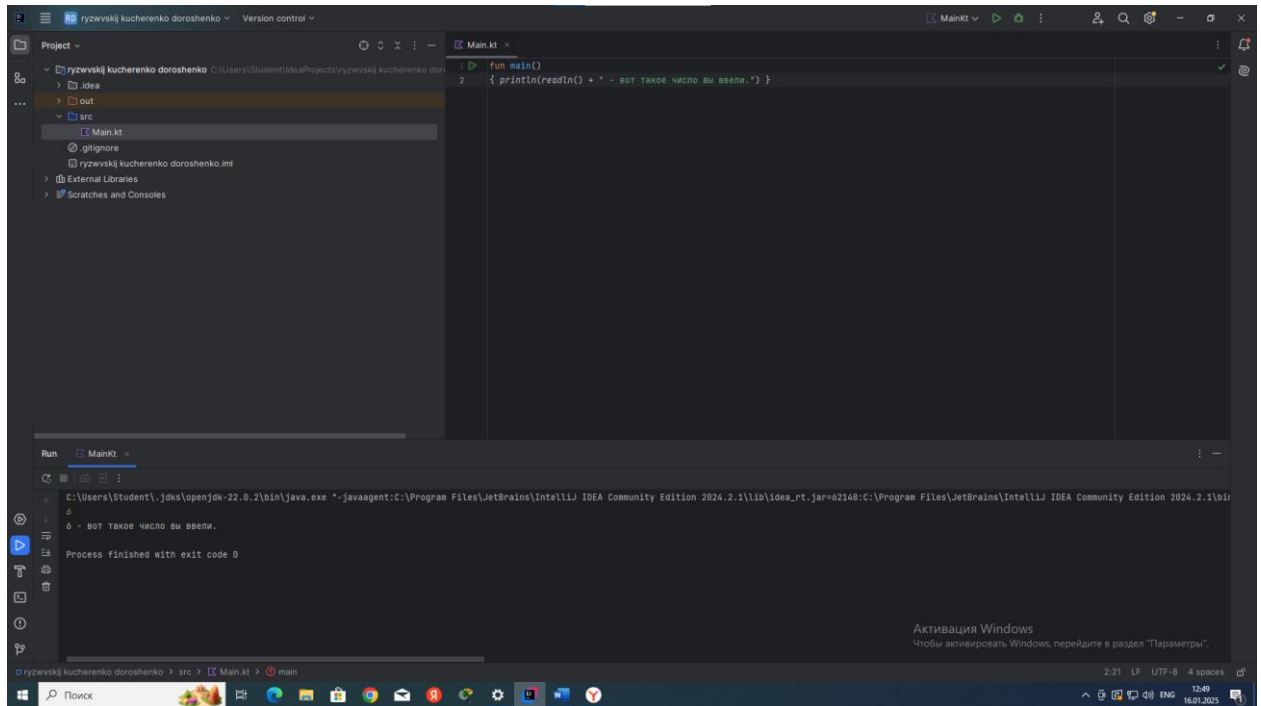 RD ryzwvskij kucherenko doroshenko Version control MainKt
Project Main.kt
ryzwvskij kucherenko doroshenko C:\Users\Student\IdeaProjects\ryzwvskij kucherenko dor
.idea
out
src
Main.kt
.gitignore
ryzwvskij kucherenko doroshenko.iml
External Libraries
Scratches and Consoles
1 fun main()
2 { println(readln() + " - вот такое число вы ввели.") }
Run MainKt
C:\Users\Student\.jdks\openjdk-22.0.2\bin\java.exe "-javaagent:C:\Program Files\JetBrains\IntelliJ IDEA Community Edition 2024.2.1\lib\idea_rt.jar=62148:C:\Program Files\JetBrains\IntelliJ IDEA Community Edition 2024.2.1\bin
6
6 - вот такое число вы ввели.
Process finished with exit code 0
Активация Windows
Чтобы активировать Windows, перейдите в раздел "Параметры".
ryzwvskij kucherenko doroshenko > src > Main.kt > main 2:21 LF UTF-8 4 spaces
Поиск ENG 12:49
16.01.2025